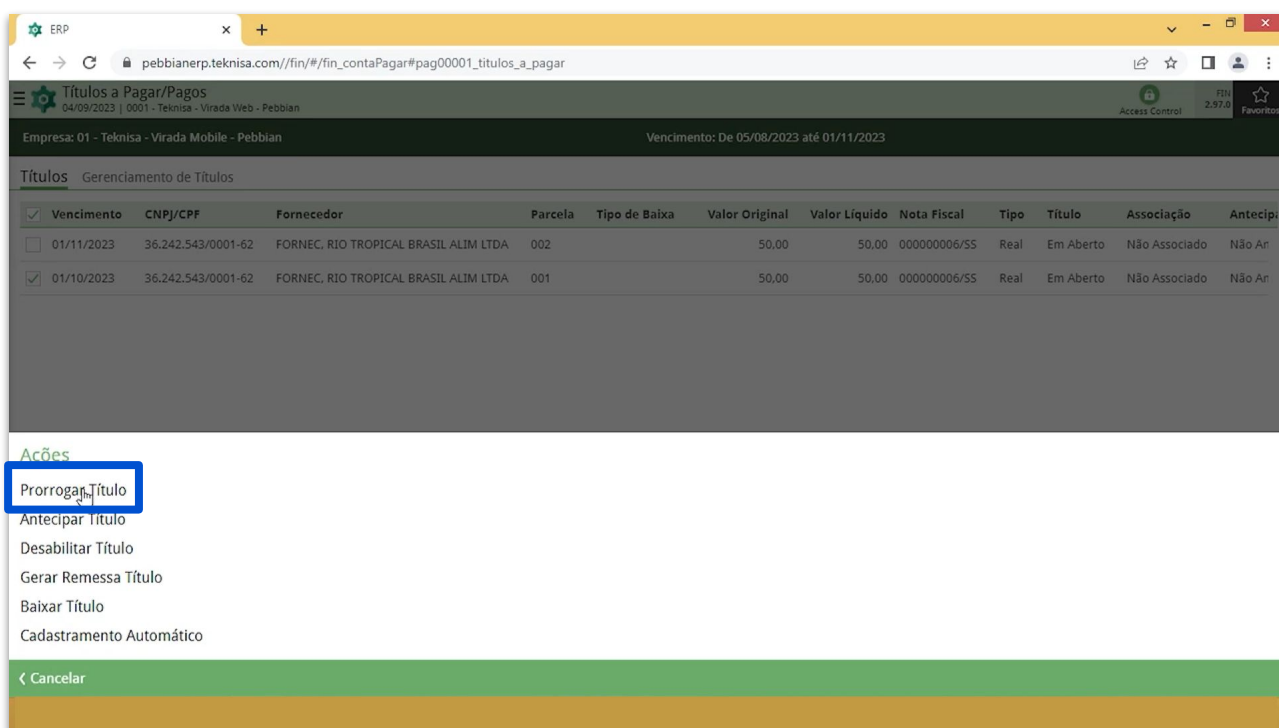 ERP
pebbianerp.teknisa.com//fin/#/fin_contaPagar#pag00001_titulos_a_pagar
Títulos a Pagar/Pagos
04/09/2023 | 0001 - Teknisa - Virada Web - Pebbian
Access Control
FIN
2.97.0
Favoritos
Empresa: 01 - Teknisa - Virada Mobile - Pebbian Vencimento: De 05/08/2023 até 01/11/2023
Títulos Gerenciamento de Títulos
Vencimento CNPJ/CPF Fornecedor Parcela Tipo de Baixa Valor Original Valor Líquido Nota Fiscal Tipo Título Associação Antecip
01/11/2023 36.242.543/0001-62 FORNEC, RIO TROPICAL BRASIL ALIM LTDA 002 50,00 50,00 000000006/SS Real Em Aberto Não Associado Não An
01/10/2023 36.242.543/0001-62 FORNEC, RIO TROPICAL BRASIL ALIM LTDA 001 50,00 50,00 000000006/SS Real Em Aberto Não Associado Não An
Ações
Prorrogar Título
Antecipar Título
Desabilitar Título
Gerar Remessa Título
Baixar Título
Cadastramento Automático
Cancelar